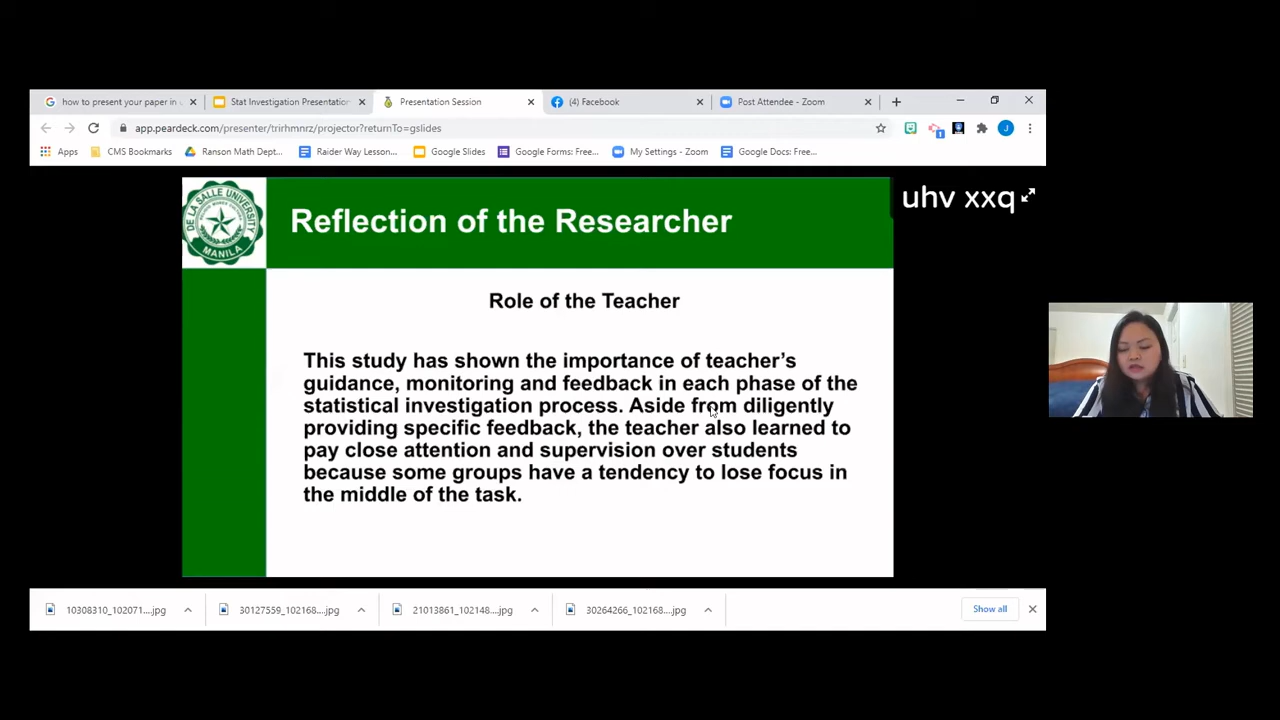 how to present your paper in
Stat Investigation Presentation
Presentation Session
(4) Facebook
Post Attendee - Zoom
app.peardeck.com/presenter/trirhmnrz/projector?returnTo=gslides
J
Apps
CMS Bookmarks
Ranson Math Dept...
Raider Way Lesson...
Google Slides
Google Forms: Free...
My Settings - Zoom
Google Docs: Free...
DE LA SALLE UNIVERSITY
MANILA
Reflection of the Researcher
uhv xxq
Role of the Teacher
This study has shown the importance of teacher's
guidance, monitoring and feedback in each phase of the
statistical investigation process. Aside from diligently
providing specific feedback, the teacher also learned to
pay close attention and supervision over students
because some groups have a tendency to lose focus in
the middle of the task.
10308310_102071....jpg
30127559_102168....jpg
21013861_102148....jpg
30264266_102168....jpg
Show all